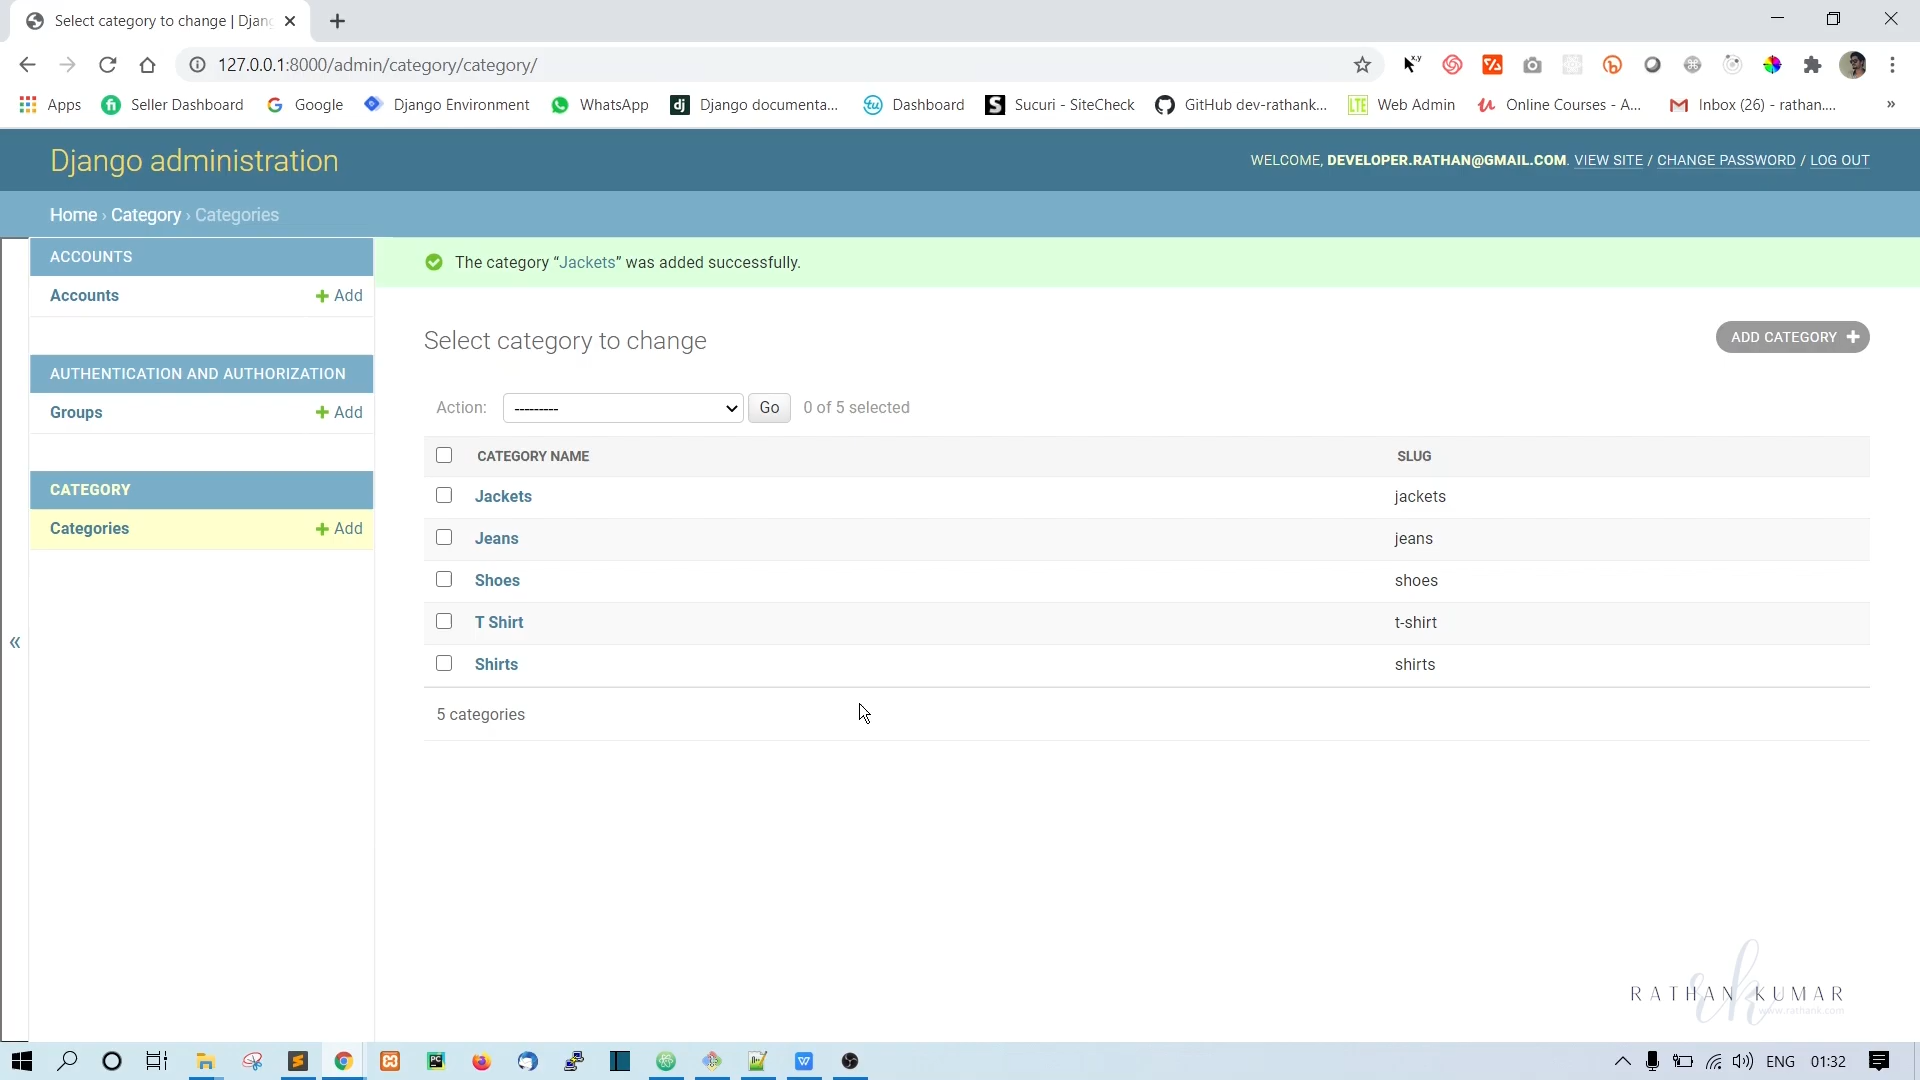 Select category to change | Djan
127.0.0.1:8000/admin/category/category/
Apps Seller Dashboard Google Django Environment WhatsApp Django documenta... Dashboard Sucuri - SiteCheck GitHub dev-rathank... Web Admin Online Courses - A... Inbox (26) - rathan.... »
Django administration
WELCOME, DEVELOPER.RATHAN@GMAIL.COM. VIEW SITE / CHANGE PASSWORD / LOG OUT
Home › Category › Categories
ACCOUNTS
Accounts + Add
AUTHENTICATION AND AUTHORIZATION
Groups + Add
CATEGORY
Categories + Add
«
The category “Jackets” was added successfully.
Select category to change
ADD CATEGORY +
Action: --------- Go 0 of 5 selected
CATEGORY NAME SLUG
Jackets jackets
Jeans jeans
Shoes shoes
T Shirt t-shirt
Shirts shirts
5 categories
RATHAN KUMAR
www.rathank.com
ENG 01:32